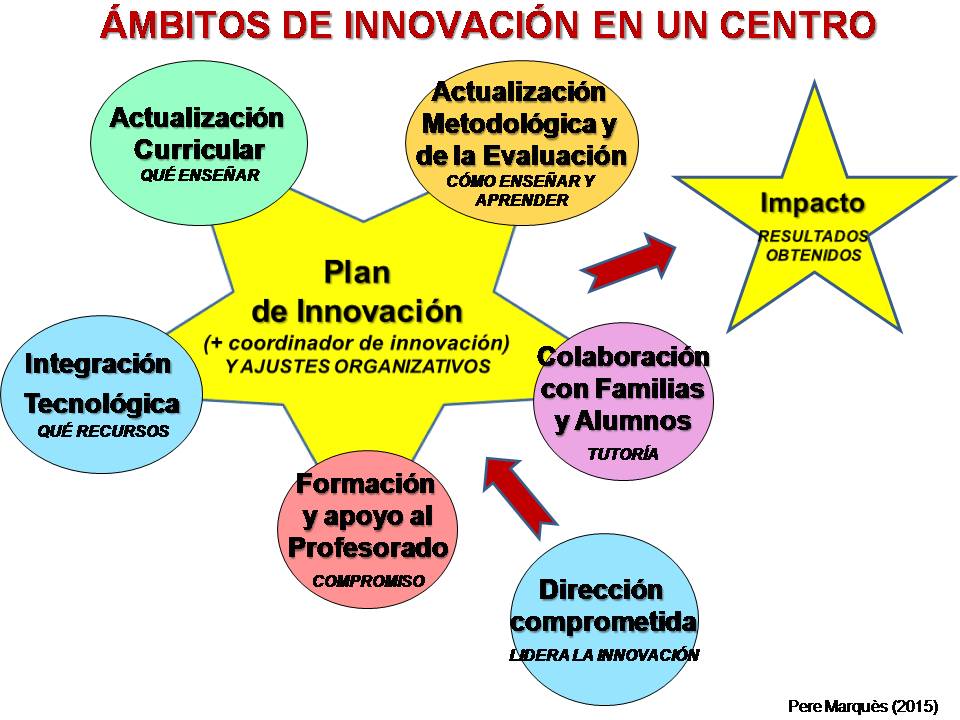 ÁMBITOS DE INNOVACIÓN EN UN CENTRO
Actualización
Curricular
QUÉ ENSEÑAR
Actualización
Metodológica y
de la Evaluación
CÓMO ENSEÑAR Y
APRENDER
Impacto
RESULTADOS
OBTENIDOS
Plan
de Innovación
(+ coordinador de innovación)
Y AJUSTES ORGANIZATIVOS
Integración
Tecnológica
QUÉ RECURSOS
Colaboración
con Familias
y Alumnos
TUTORÍA
Formación
y apoyo al
Profesorado
COMPROMISO
Dirección
comprometida
LIDERA LA INNOVACIÓN
Pere Marquès (2015)